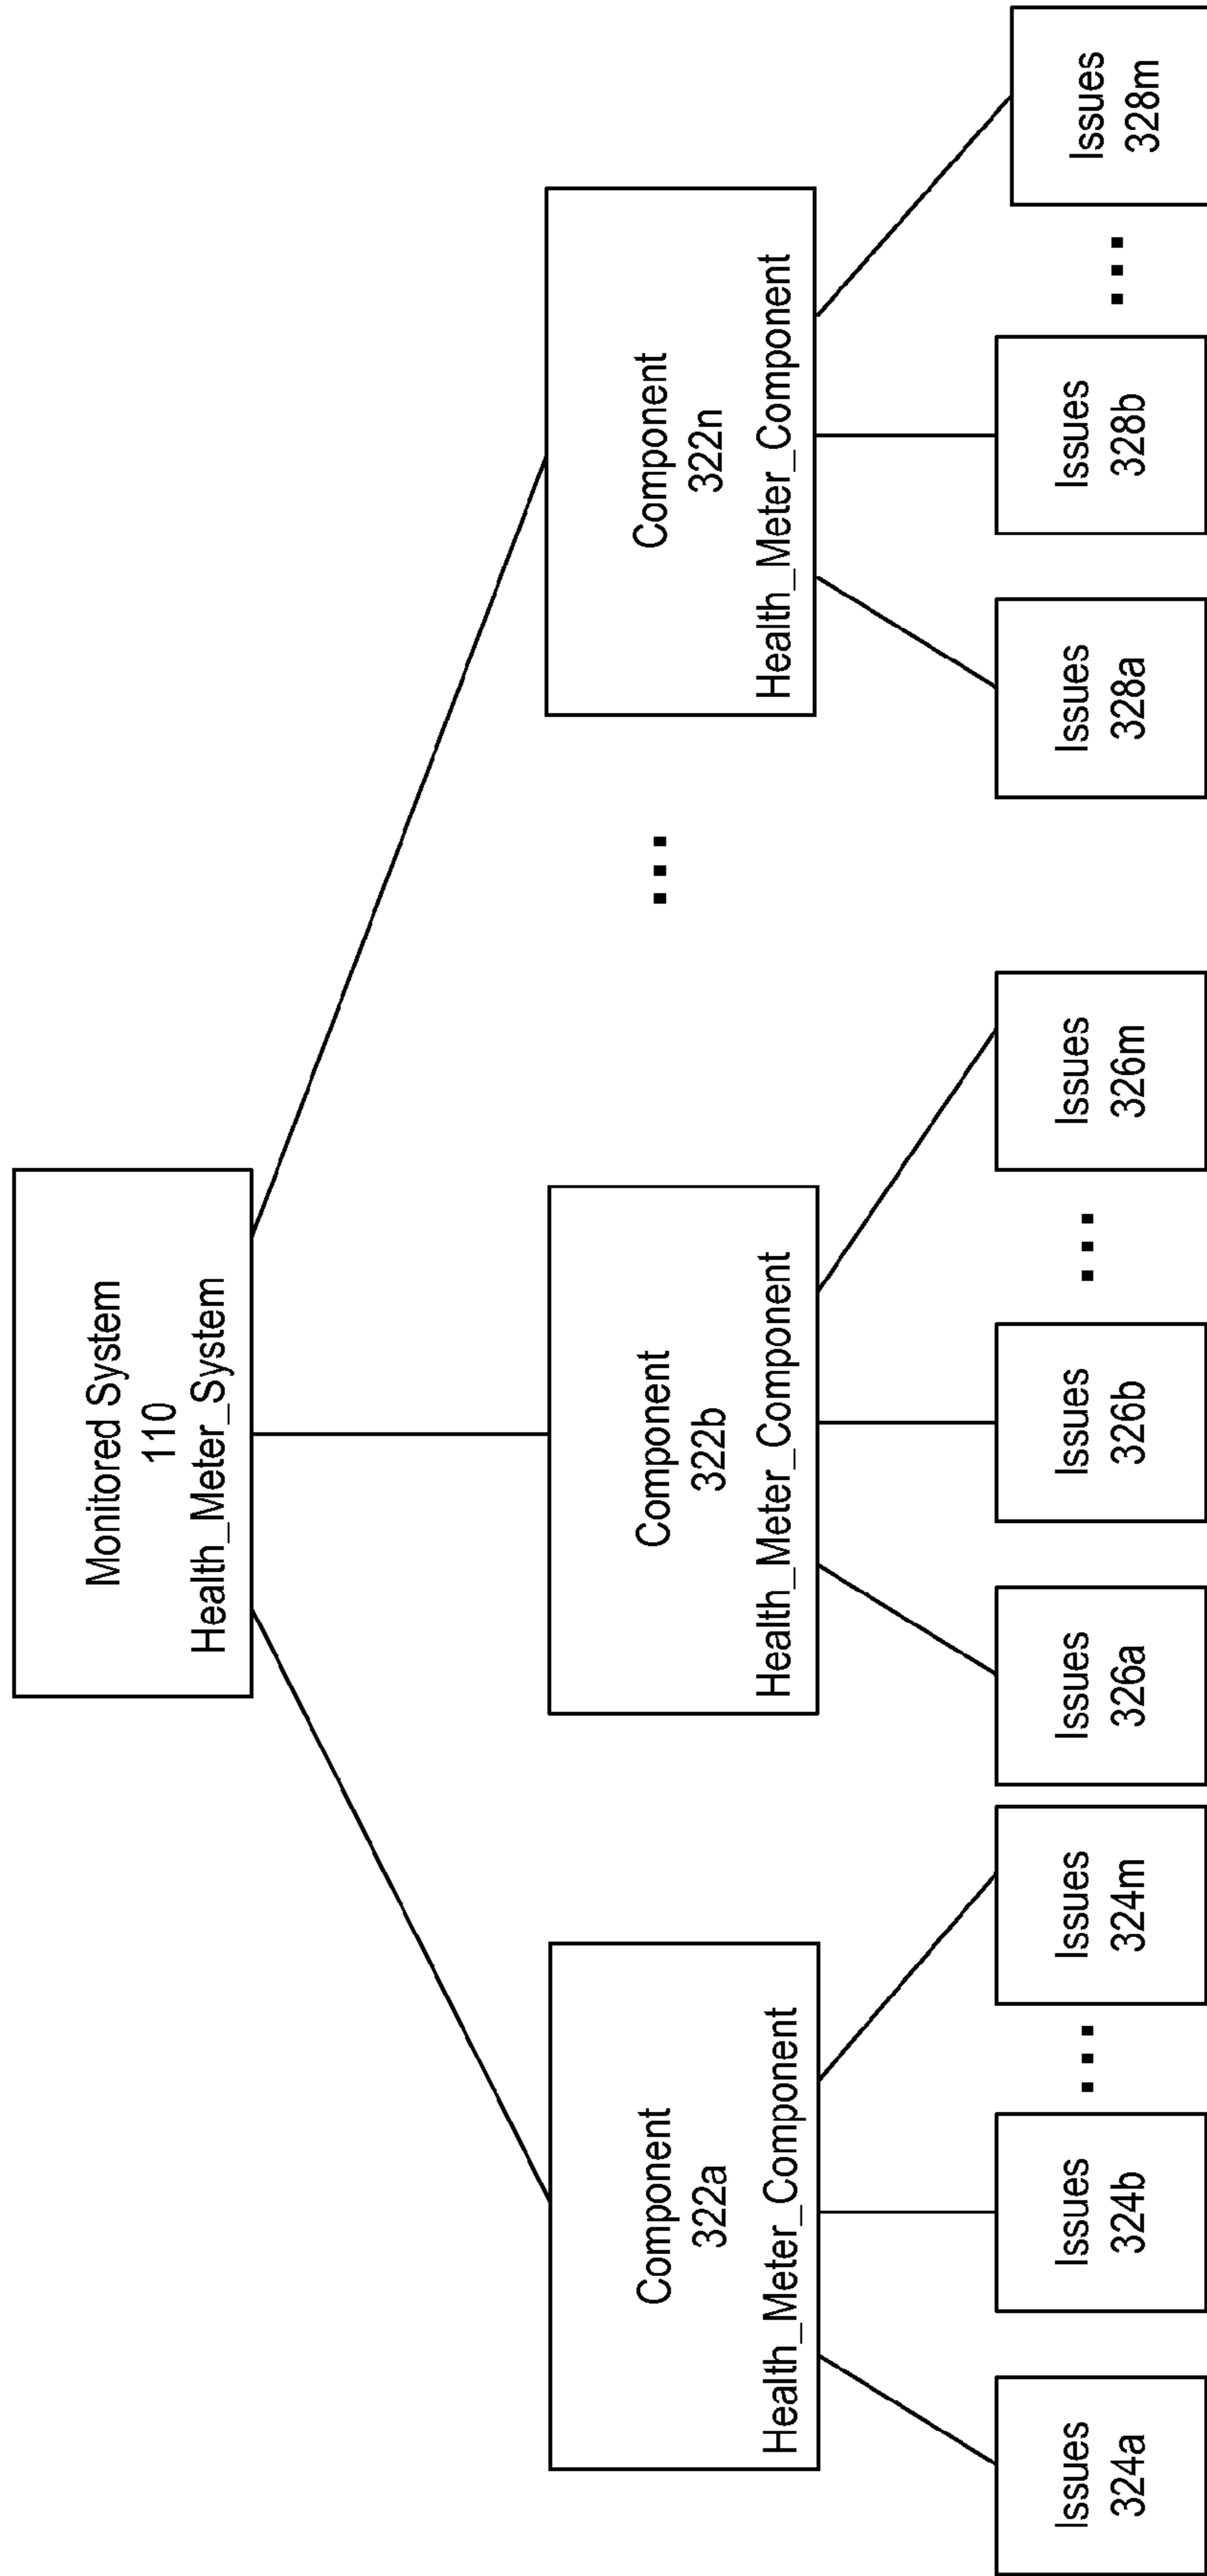 Monitored System
110
Health_Meter_System
Component
322a
Health_Meter_Component
Component
322b
Health_Meter_Component
...
Component
322n
Health_Meter_Component
Issues
324a
Issues
324b
...
Issues
324m
Issues
326a
Issues
326b
...
Issues
326m
Issues
328a
Issues
328b
...
Issues
328m